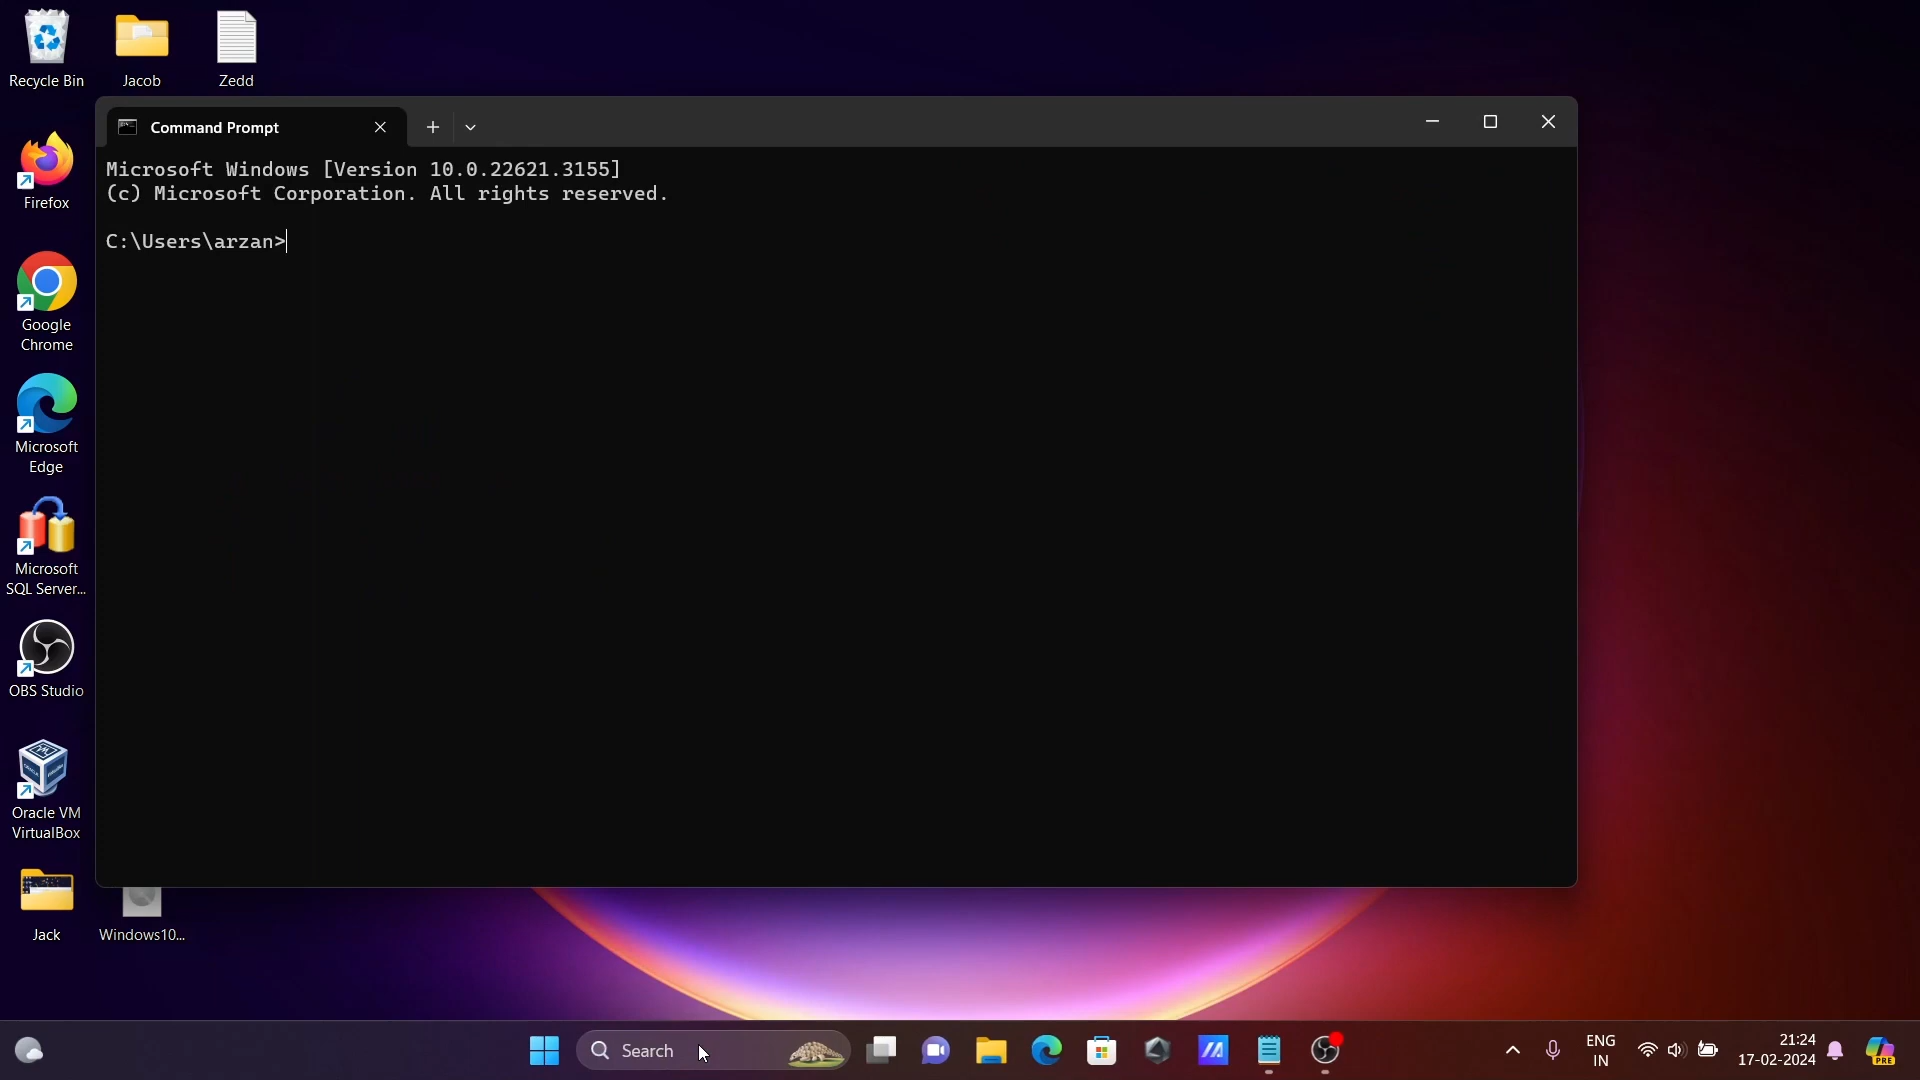 Recycle Bin
Jacob
Zedd
Command Prompt
Microsoft Windows [Version 10.0.22621.3155]
(c) Microsoft Corporation. All rights reserved.
C:\Users\arzan>
Firefox
Google
Chrome
Microsoft
Edge
Microsoft
SQL Server...
OBS Studio
Oracle VM
VirtualBox
Jack
Windows10...
Search
ENG
IN
21:24
17-02-2024
PRE